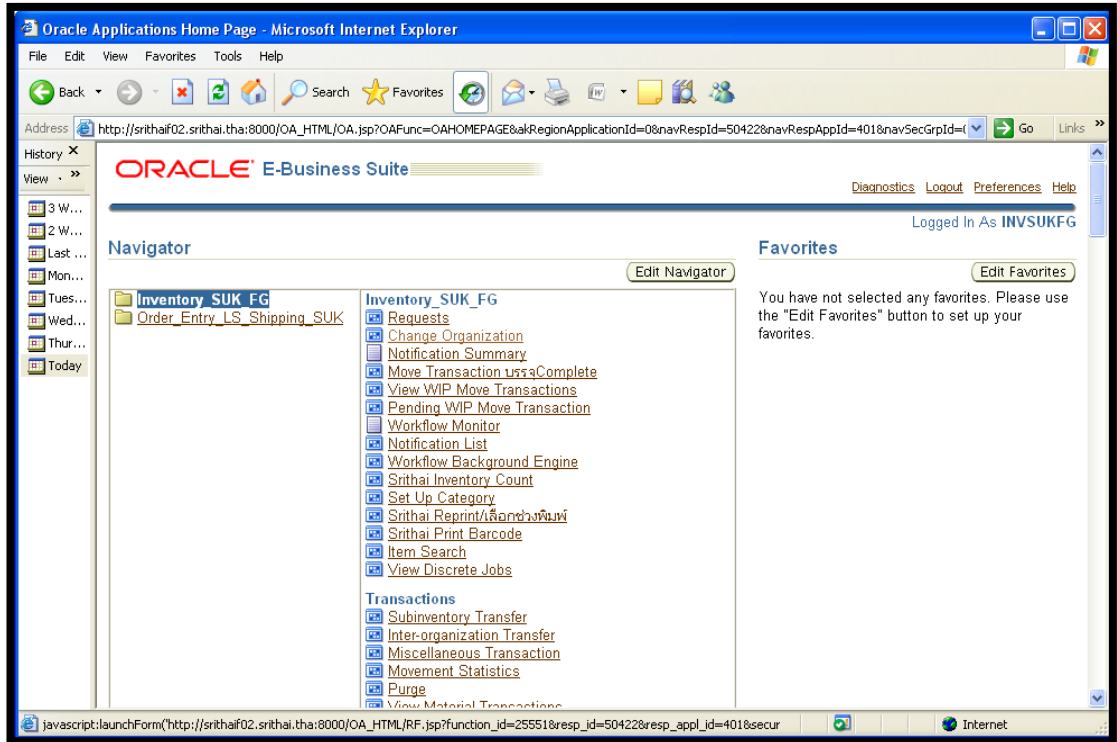 Oracle Applications Home Page - Microsoft Internet Explorer
File Edit View Favorites Tools Help
Back Search Favorites
Address http://srithaif02.srithai.tha:8000/OA_HTML/OA.jsp?OAFunc=OAHOMEPAGE&akRegionApplicationId=0&navRespId=50422&navRespAppId=401&navSecGrpId=( Go Links »
History ×
View »
3 W...
2 W...
Last ...
Mon...
Tues...
Wed...
Thur...
Today
ORACLE E-Business Suite
Diagnostics Logout Preferences Help
Logged In As INVSUKFG
Navigator
Edit Navigator
Inventory_SUK_FG
Order_Entry_LS_Shipping_SUK
Inventory_SUK_FG
Requests
Change Organization
Notification Summary
Move Transaction บรรจุComplete
View WIP Move Transactions
Pending WIP Move Transaction
Workflow Monitor
Notification List
Workflow Background Engine
Srithai Inventory Count
Set Up Category
Srithai Reprint/เลือกช่วงพิมพ์
Srithai Print Barcode
Item Search
View Discrete Jobs
Transactions
Subinventory Transfer
Inter-organization Transfer
Miscellaneous Transaction
Movement Statistics
Purge
View Material Transactions
Favorites
Edit Favorites
You have not selected any favorites. Please use
the "Edit Favorites" button to set up your
favorites.
javascript:launchForm('http://srithaif02.srithai.tha:8000/OA_HTML/RF.jsp?function_id=25551&resp_id=50422&resp_appl_id=401&secur Internet